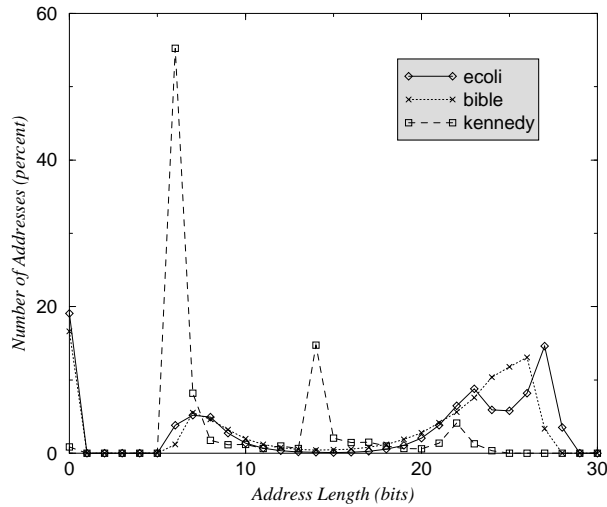 60
40
20
0
Number of Addresses (percent)
ecoli
bible
kennedy
0 10 20 30
Address Length (bits)